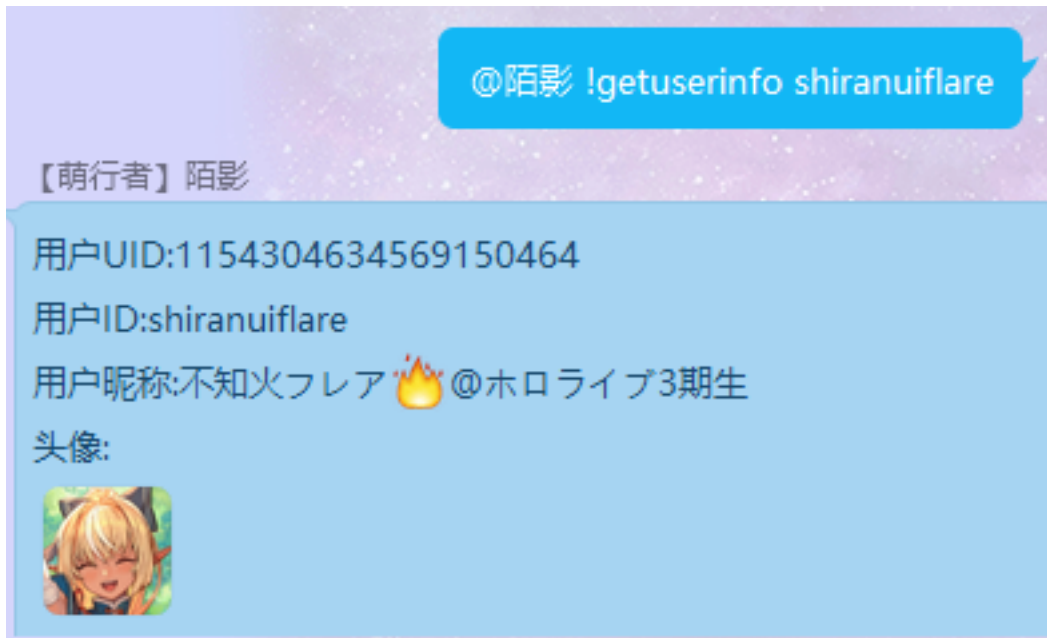 @陌影 !getuserinfo shiranuiflare
【萌行者】陌影
用户UID:1154304634569150464
用户ID:shiranuiflare
用户昵称:不知火フレア🔥@ホロライブ3期生
头像: